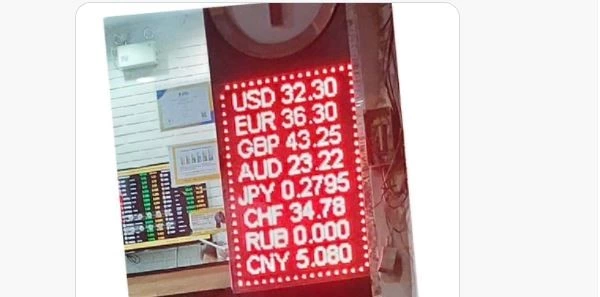 USD 32.30
EUR 36.30
GBP 43.25
AUD 23.22
JPY 0.2795
CHF 34.78
RUB 0.000
CNY 5.080